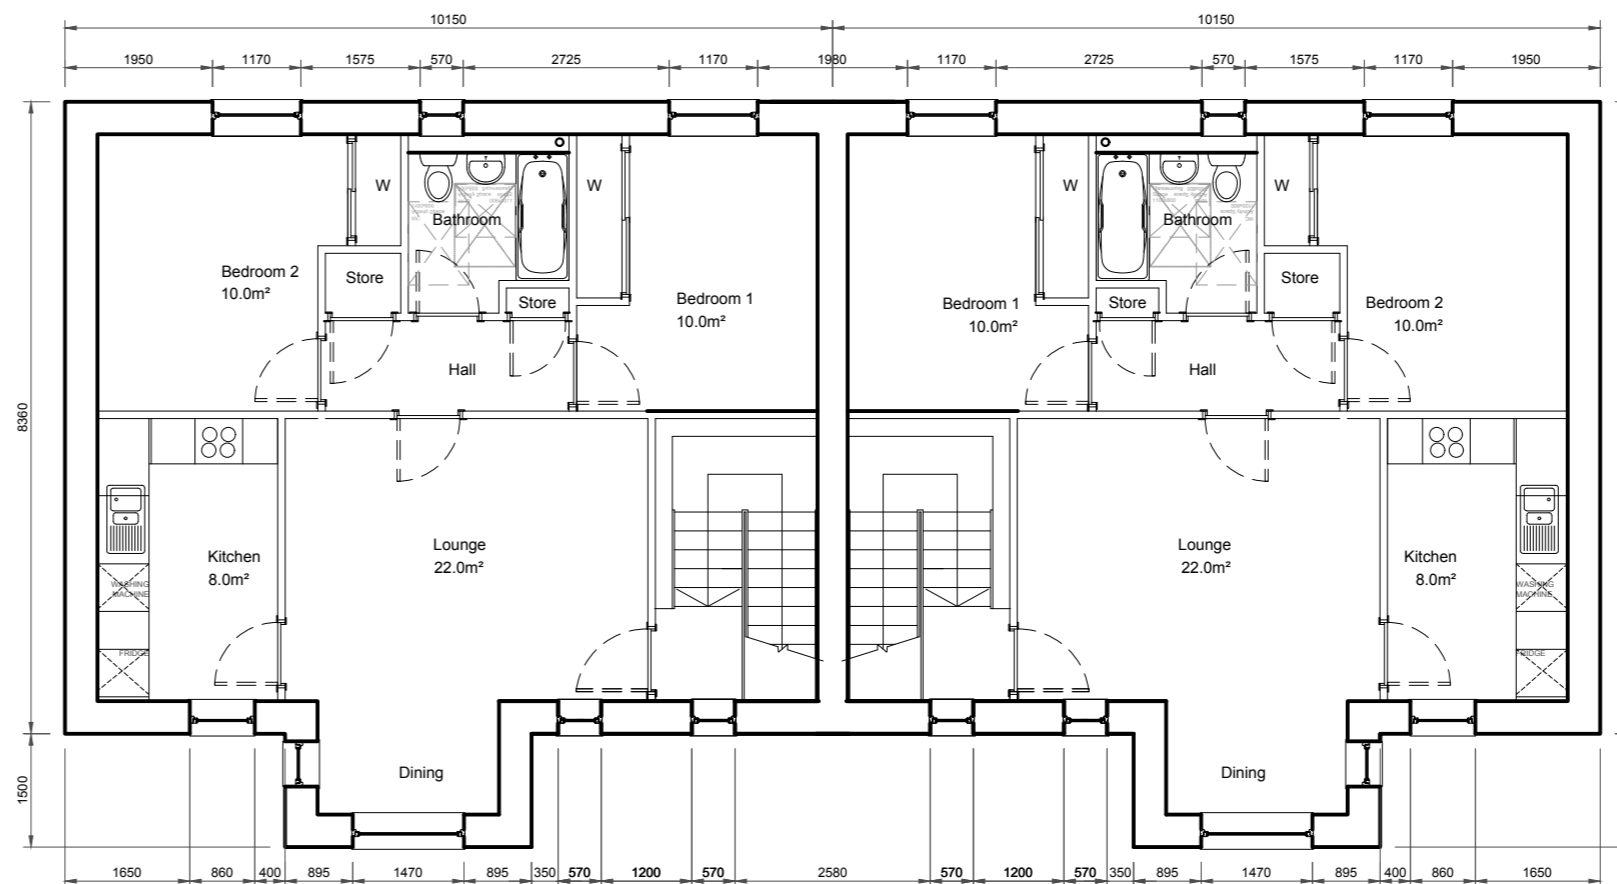 10150 10150
1950 1170 1575 570 2725 1170 1980 1170 2725 570 1575 1170 1950
W W W W
Bathroom Bathroom
Bedroom 2
10.0m²
Store
Store
Bedroom 1
10.0m²
Bedroom 1
10.0m²
Store
Store
Bedroom 2
10.0m²
Hall Hall
8360
Kitchen
8.0m²
Lounge
22.0m²
Lounge
22.0m²
Kitchen
8.0m²
WASHING
MACHINE
WASHING
MACHINE
FRIDGE FRIDGE
1500
Dining Dining
1650 860 400 895 1470 895 350 570 1200 570 2580 570 1200 570 350 895 1470 895 400 860 1650